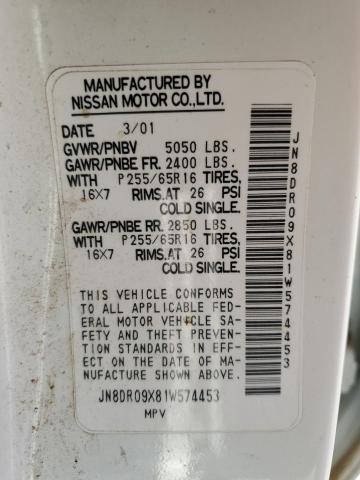 MANUFACTURED BY
NISSAN MOTOR CO.,LTD.
DATE 3/01
GVWR/PNBV 5050 LBS.
GAWR/PNBE FR. 2400 LBS.
WITH P255/65R16 TIRES,
16X7 RIMS.AT 26 PSI
COLD SINGLE.
GAWR/PNBE RR. 2850 LBS.
WITH P255/65R16 TIRES,
16X7 RIMS.AT 26 PSI
COLD SINGLE.
THIS VEHICLE CONFORMS
TO ALL APPLICABLE FED-
ERAL MOTOR VEHICLE SA-
FETY AND THEFT PREVEN-
TION STANDARDS IN EFF-
ECT ON THE DATE OF MA-
NUFACTURE SHOWN ABOVE.
JN8DR09X81W574453
MPV
JN8DR09X81W574453